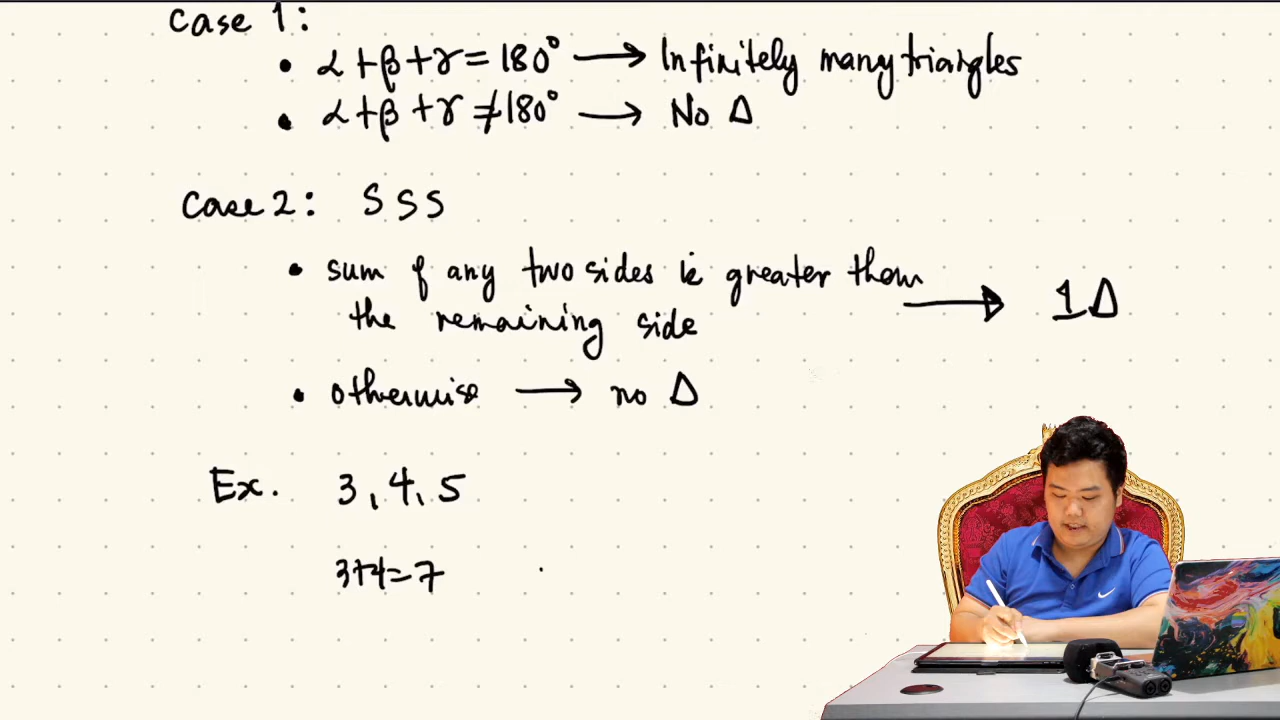 Case 1:
• α+β+γ=180° → Infinitely many triangles
• α+β+γ≠180° → No Δ
Case 2: SSS
• sum of any two sides is greater than
the remaining side → 1Δ
• otherwise → no Δ
Ex. 3, 4, 5
3+4=7